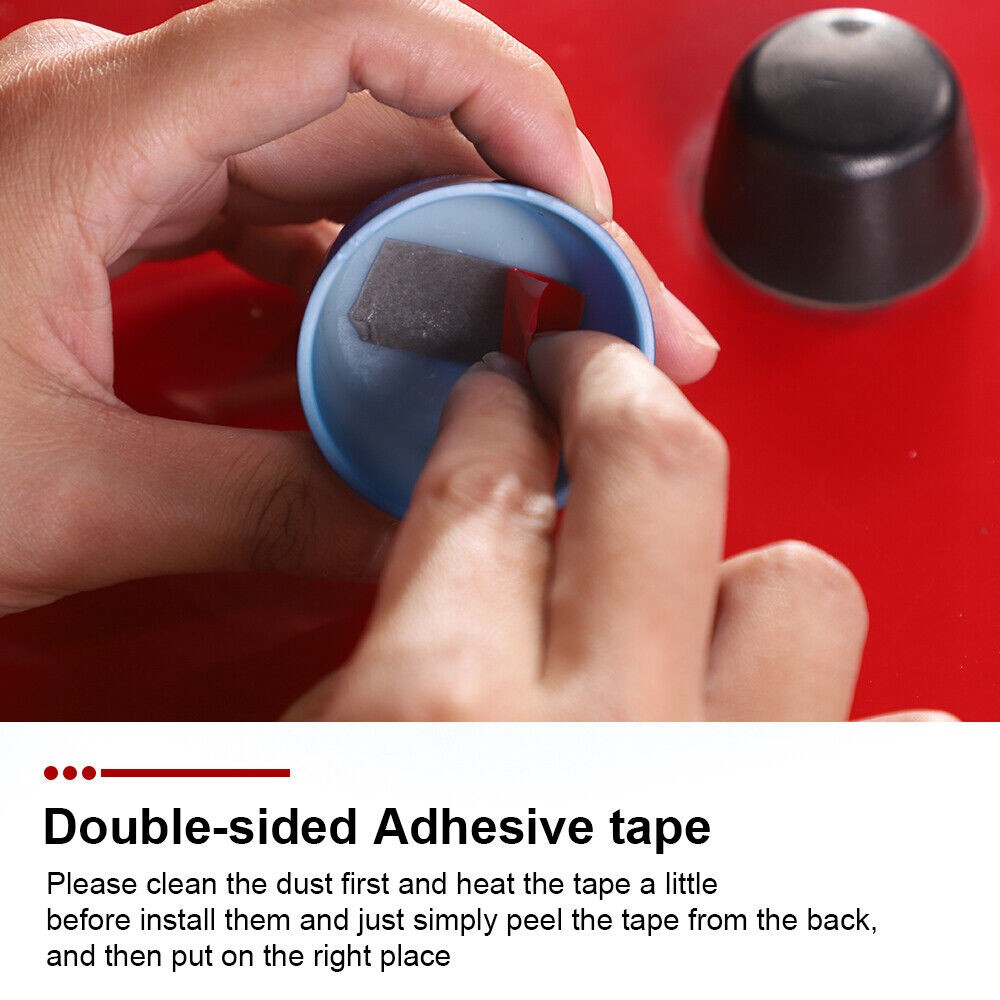 Double-sided Adhesive tape
Please clean the dust first and heat the tape a little
before install them and just simply peel the tape from the back,
and then put on the right place